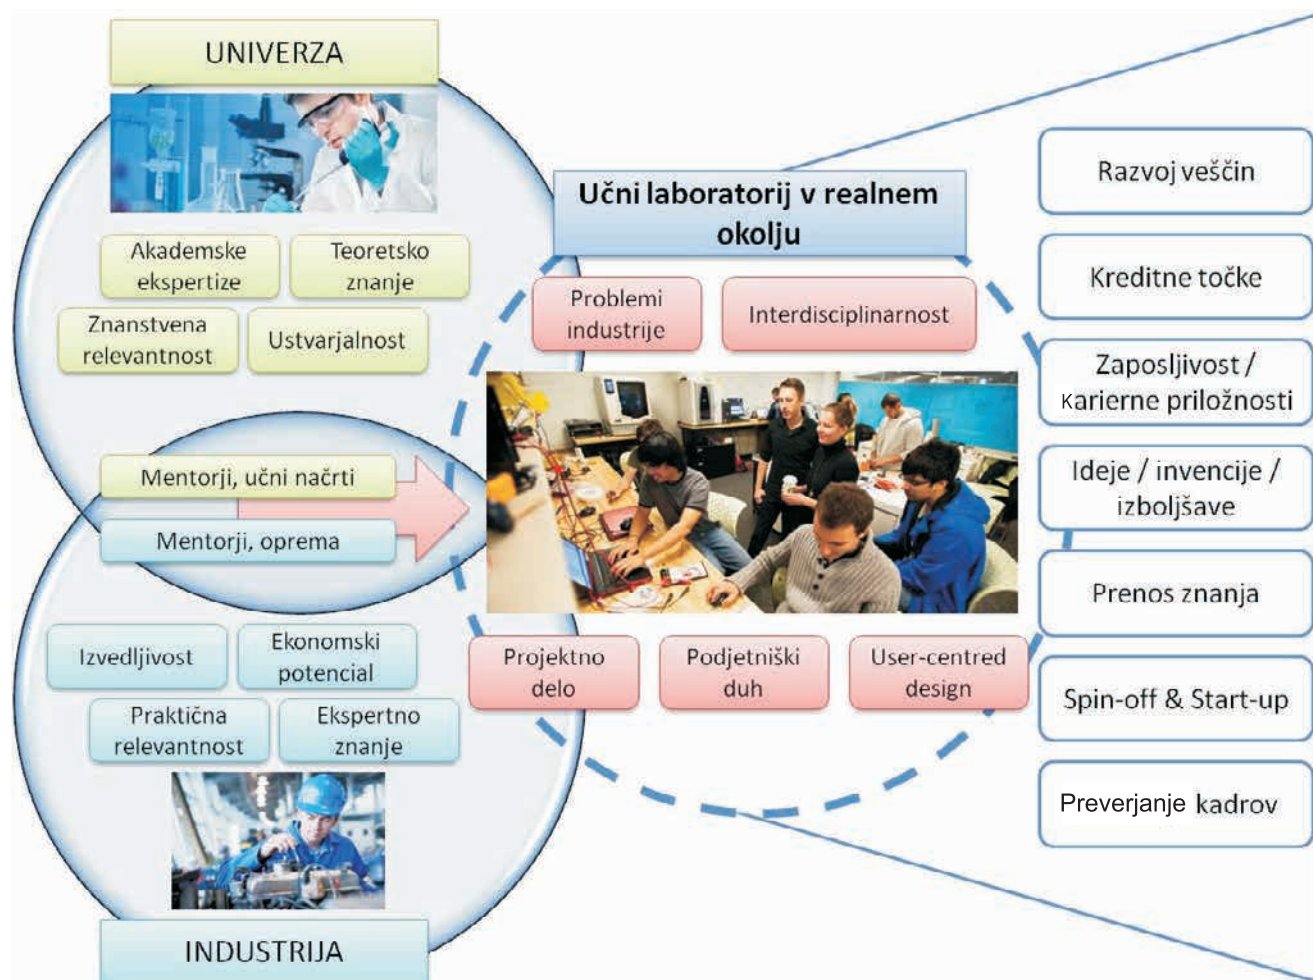 UNIVERZA
Akademske
ekspertize
Teoretsko
znanje
Znanstvena
relevantnost
Ustvarjalnost
Mentorji, učni načrti
Mentorji, oprema
Izvedljivost
Ekonomski
potencial
Praktična
relevantnost
Ekspertno
znanje
INDUSTRIJA
Učni laboratorij v realnem
okolju
Problemi
industrije
Interdisciplinarnost
Projektno
delo
Podjetniški
duh
User-centred
design
Razvoj veščin
Kreditne točke
Zaposljivost /
Karierne priložnosti
Ideje / invencije /
izboljšave
Prenos znanja
Spin-off & Start-up
Preverjanje kadrov